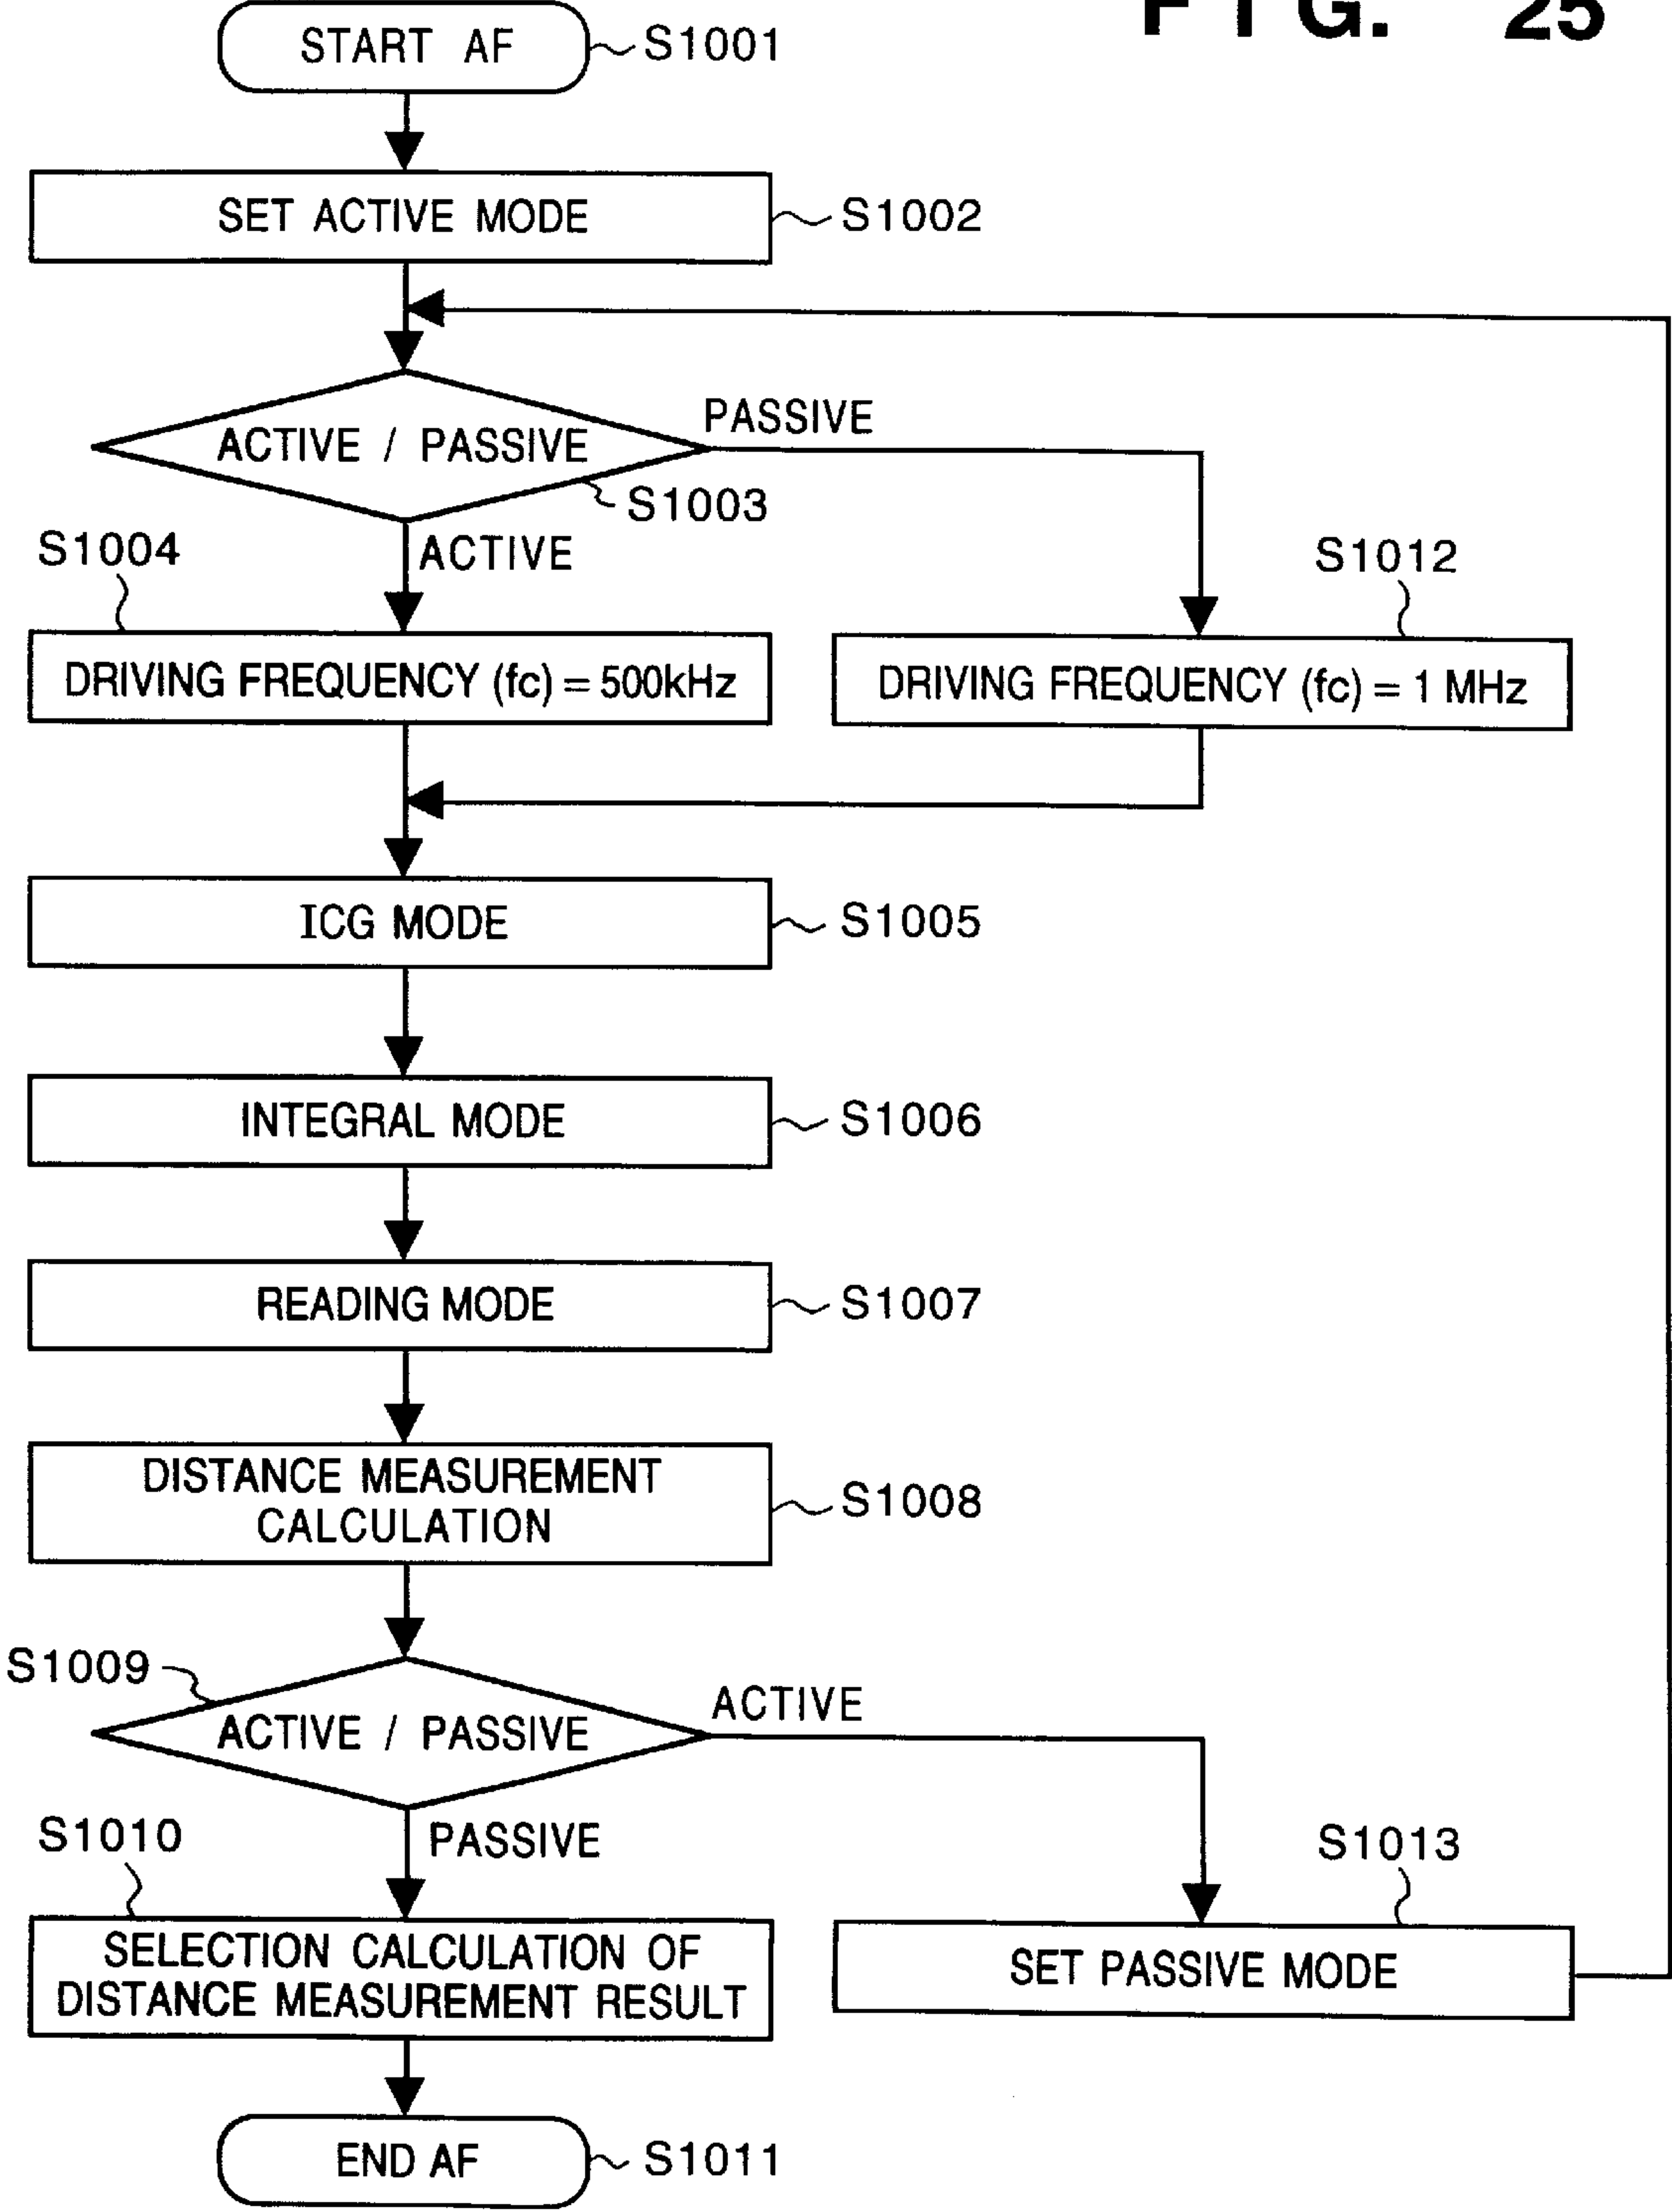 FIG. 25
START AF
S1001
SET ACTIVE MODE
S1002
ACTIVE / PASSIVE
PASSIVE
S1003
ACTIVE
S1004
DRIVING FREQUENCY (fc) = 500kHz
S1012
DRIVING FREQUENCY (fc) = 1 MHz
ICG MODE
S1005
INTEGRAL MODE
S1006
READING MODE
S1007
DISTANCE MEASUREMENT
CALCULATION
S1008
S1009
ACTIVE / PASSIVE
ACTIVE
PASSIVE
S1010
SELECTION CALCULATION OF
DISTANCE MEASUREMENT RESULT
S1013
SET PASSIVE MODE
END AF
S1011